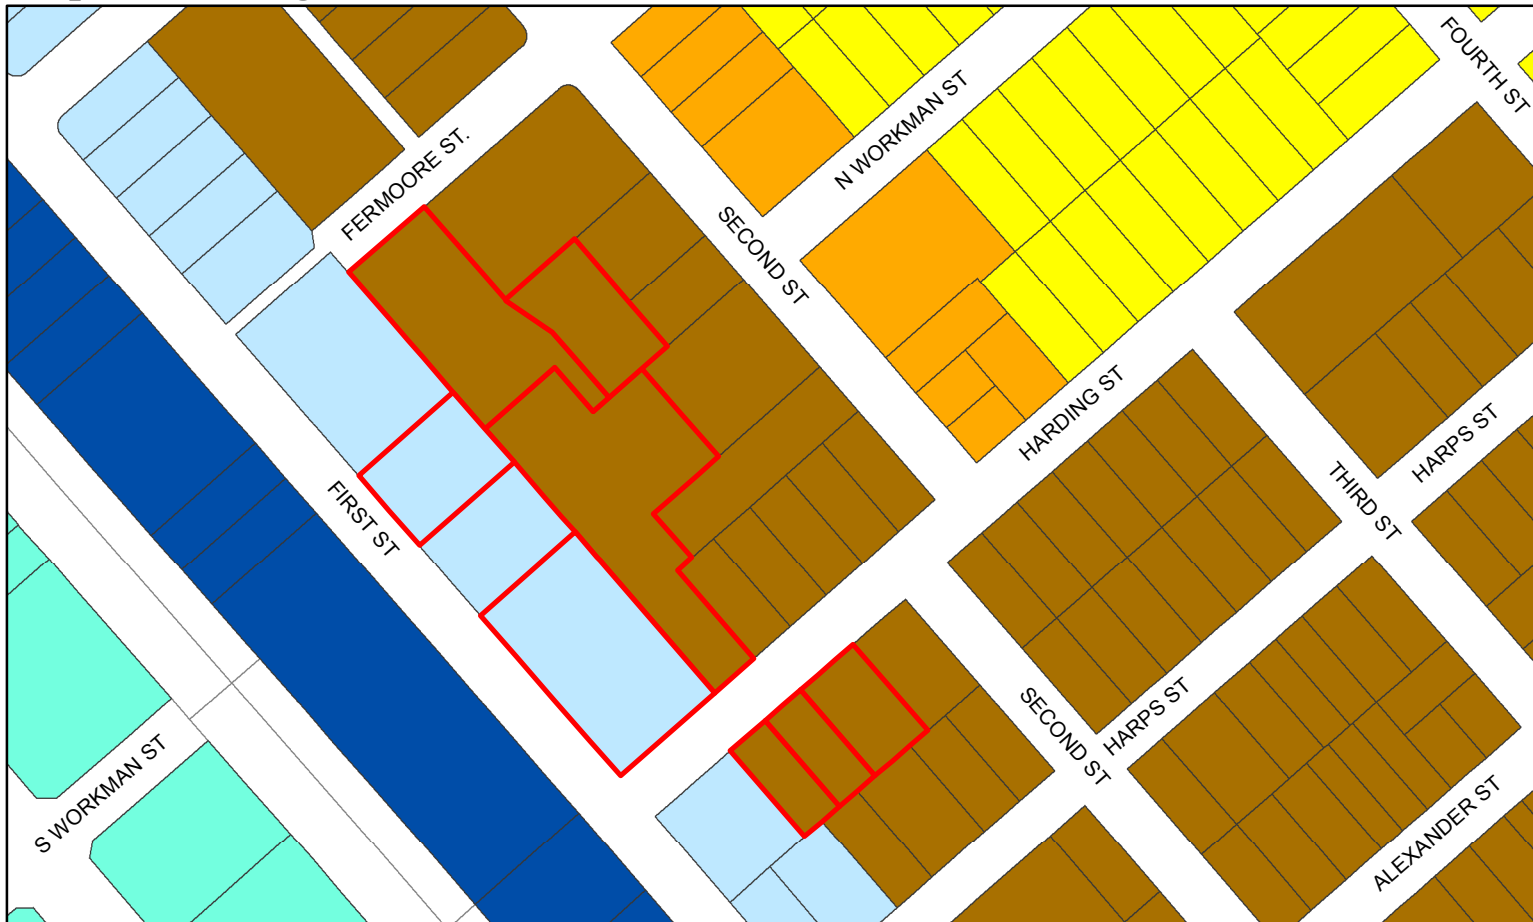 FOURTH ST
N WORKMAN ST
FERMOORE ST.
SECOND ST
HARDING ST
HARPS ST
THIRD ST
FIRST ST
SECOND ST
HARPS ST
S WORKMAN ST
ALEXANDER ST